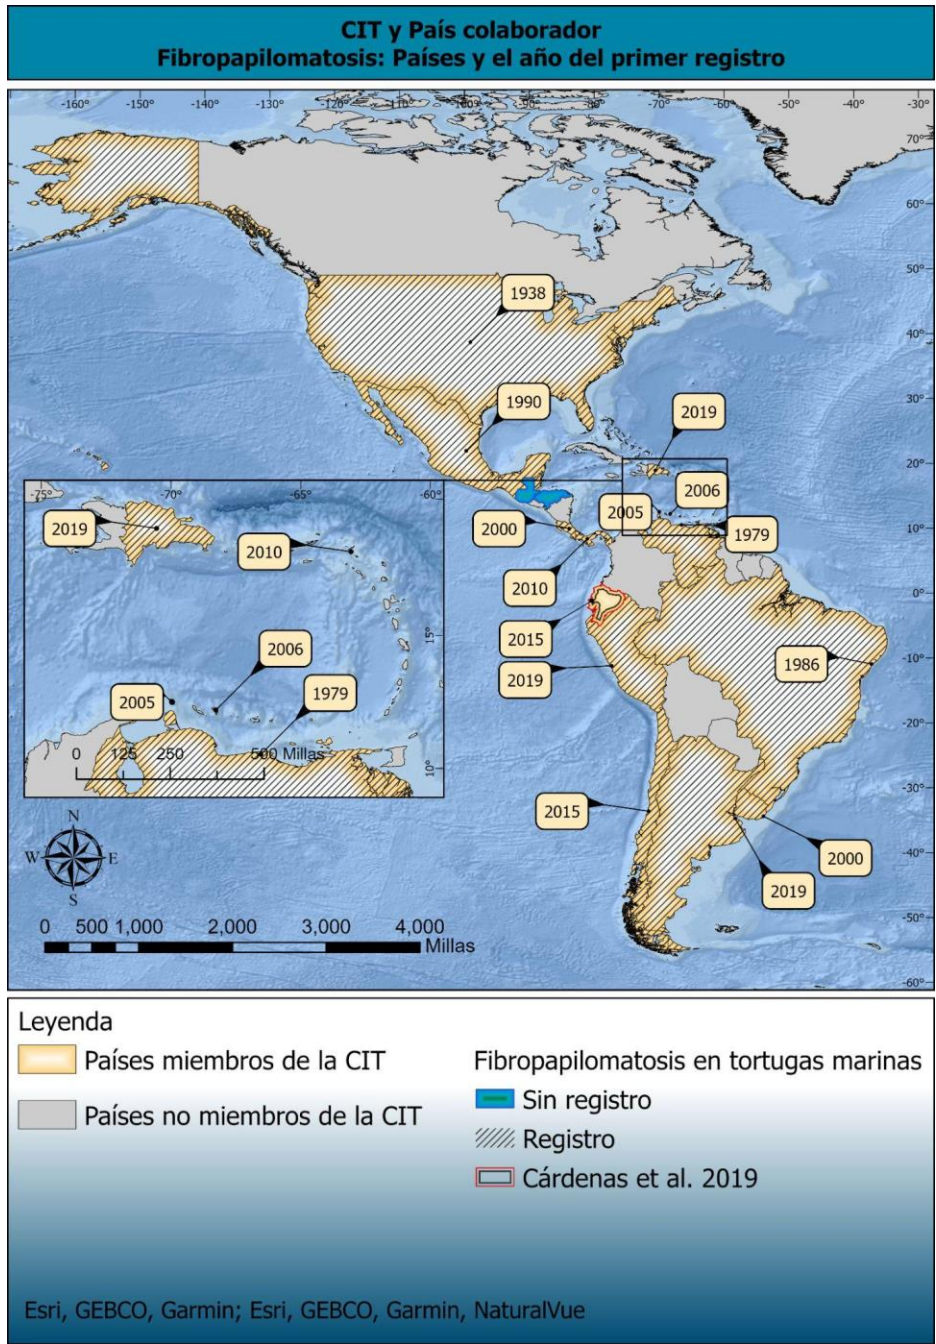 CIT y País colaborador
Fibropapilomatosis: Países y el año del primer registro
-160° -150° -140° -130° -120° -110° -100° -90° -80° -70° -60° -50° -40° -30°
70°
60°
50°
40°
30°
20°
10°
0°
-10°
-20°
-30°
-40°
-50°
-60°
1938
1990
2019
2006
2005
1979
2000
2010
2015
2019
1986
2015
2000
2019
-75° -70° -65° -60°
15°
10°
2019
2010
2006
2005
1979
0 125 250 500 Millas
N
W E
S
0 500 1,000 2,000 3,000 4,000
Millas
Leyenda
Países miembros de la CIT
Países no miembros de la CIT
Fibropapilomatosis en tortugas marinas
Sin registro
Registro
Cárdenas et al. 2019
Esri, GEBCO, Garmin; Esri, GEBCO, Garmin, NaturalVue